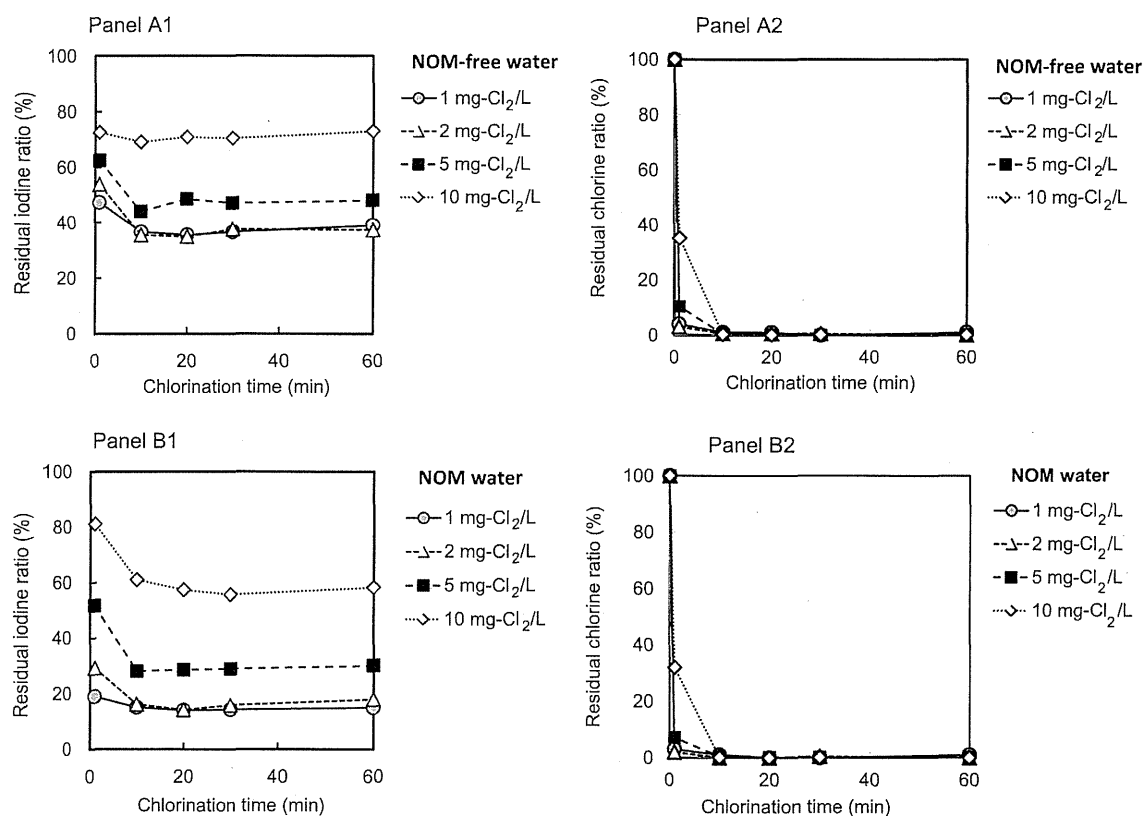 Panel A1
100
80
60
40
20
0
0 20 40 60
Residual iodine ratio (%)
Chlorination time (min)
NOM-free water
1 mg-Cl₂/L
2 mg-Cl₂/L
5 mg-Cl₂/L
10 mg-Cl₂/L
Panel A2
100
80
60
40
20
0
0 20 40 60
Residual chlorine ratio (%)
Chlorination time (min)
NOM-free water
1 mg-Cl₂/L
2 mg-Cl₂/L
5 mg-Cl₂/L
10 mg-Cl₂/L
Panel B1
100
80
60
40
20
0
0 20 40 60
Residual iodine ratio (%)
Chlorination time (min)
NOM water
1 mg-Cl₂/L
2 mg-Cl₂/L
5 mg-Cl₂/L
10 mg-Cl₂/L
Panel B2
100
80
60
40
20
0
0 20 40 60
Residual chlorine ratio (%)
Chlorination time (min)
NOM water
1 mg-Cl₂/L
2 mg-Cl₂/L
5 mg-Cl₂/L
10 mg-Cl₂/L